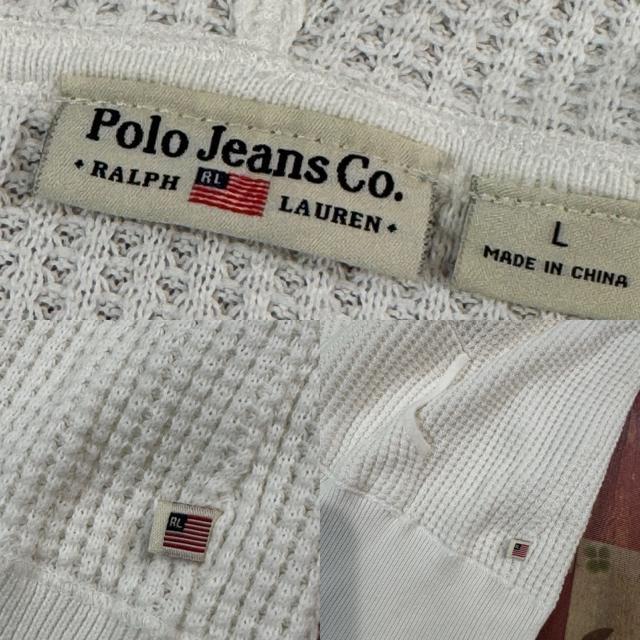 Polo Jeans Co.
RALPH RL LAUREN
L
MADE IN CHINA
RL